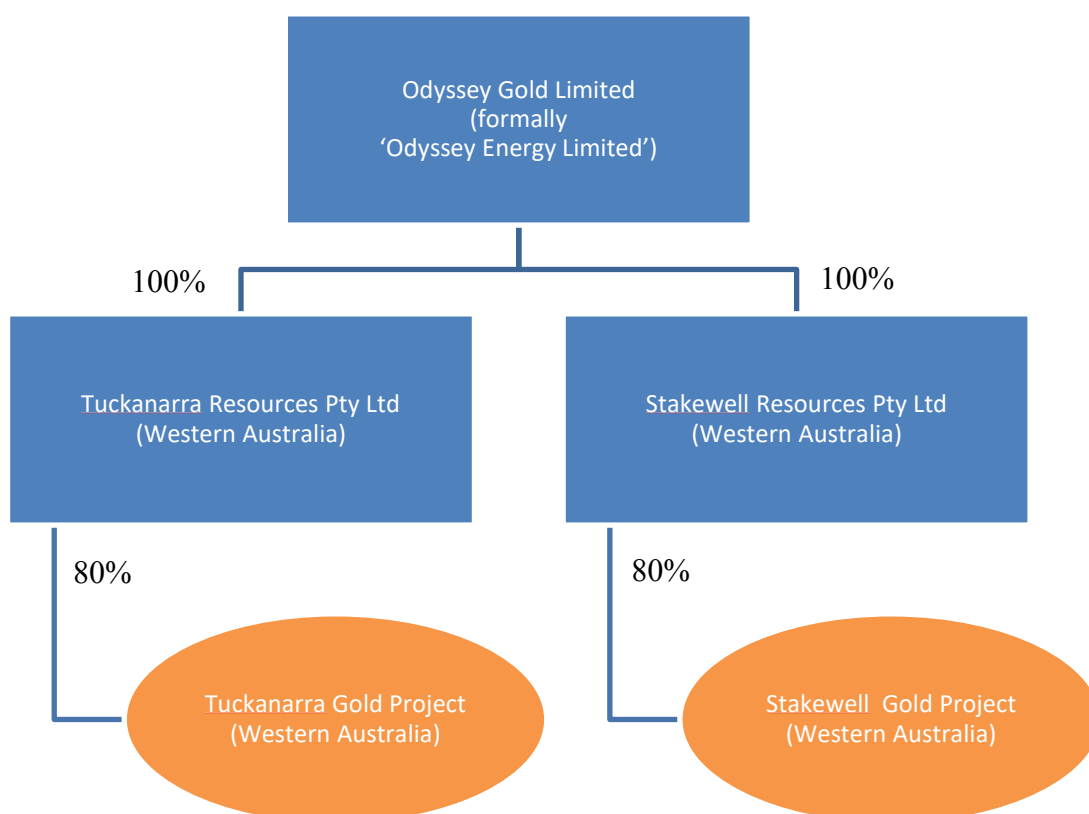 Odyssey Gold Limited
(formally
‘Odyssey Energy Limited’)
100%
100%
Tuckanarra Resources Pty Ltd
(Western Australia)
Stakewell Resources Pty Ltd
(Western Australia)
80%
80%
Tuckanarra Gold Project
(Western Australia)
Stakewell  Gold Project
(Western Australia)